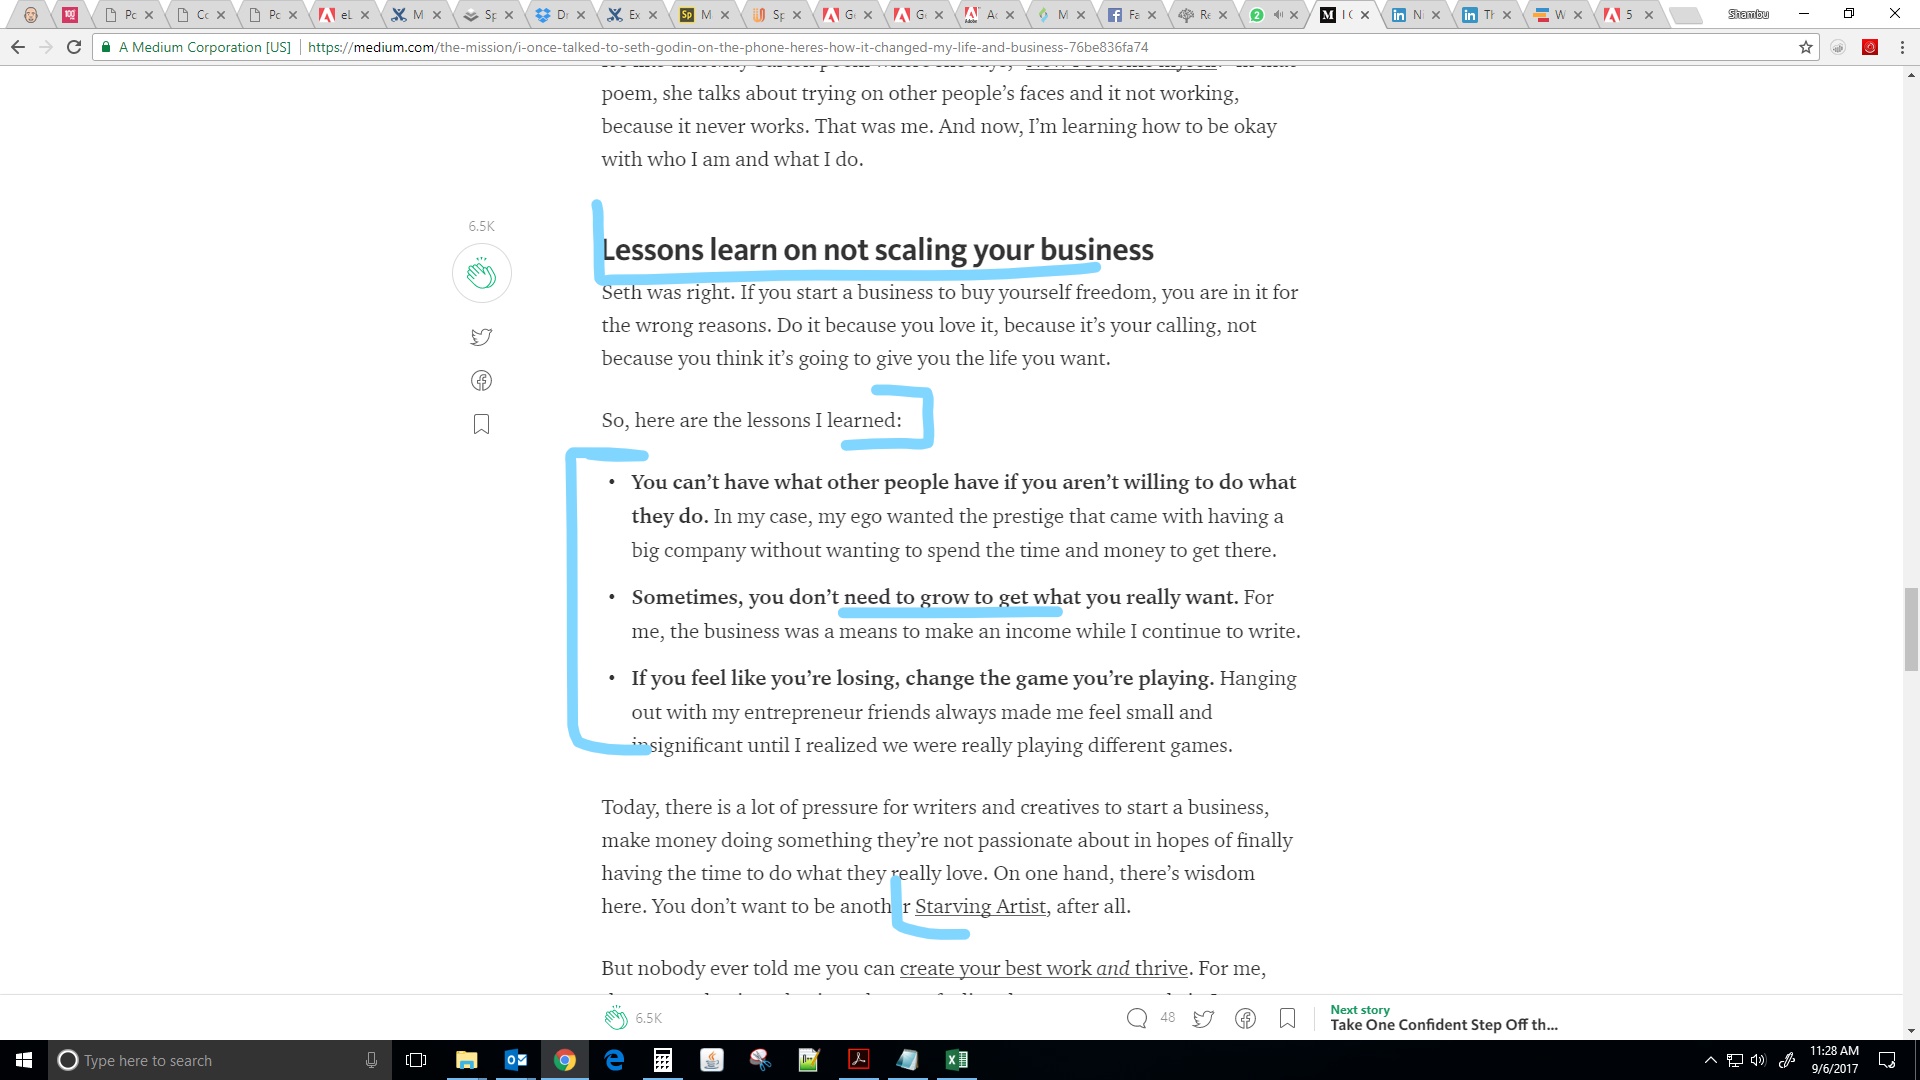 Pc
Cc
Pc
eL
M
Sp
Dr
Ex
M
Sp
G
G
Ac
M
Fa
Re
2
I C
Ni
Th
W
5
Shambu
A Medium Corporation [US]
https://medium.com/the-mission/i-once-talked-to-seth-godin-on-the-phone-heres-how-it-changed-my-life-and-business-76be836fa74
poem, she talks about trying on other people’s faces and it not working,
because it never works. That was me. And now, I’m learning how to be okay
with who I am and what I do.
6.5K
Lessons learn on not scaling your business
Seth was right. If you start a business to buy yourself freedom, you are in it for
the wrong reasons. Do it because you love it, because it’s your calling, not
because you think it’s going to give you the life you want.
So, here are the lessons I learned:
• You can’t have what other people have if you aren’t willing to do what
they do. In my case, my ego wanted the prestige that came with having a
big company without wanting to spend the time and money to get there.
• Sometimes, you don’t need to grow to get what you really want. For
me, the business was a means to make an income while I continue to write.
• If you feel like you’re losing, change the game you’re playing. Hanging
out with my entrepreneur friends always made me feel small and
insignificant until I realized we were really playing different games.
Today, there is a lot of pressure for writers and creatives to start a business,
make money doing something they’re not passionate about in hopes of finally
having the time to do what they really love. On one hand, there’s wisdom
here. You don’t want to be another Starving Artist, after all.
But nobody ever told me you can create your best work and thrive. For me,
6.5K
48
Next story
Take One Confident Step Off th...
Type here to search
11:28 AM
9/6/2017